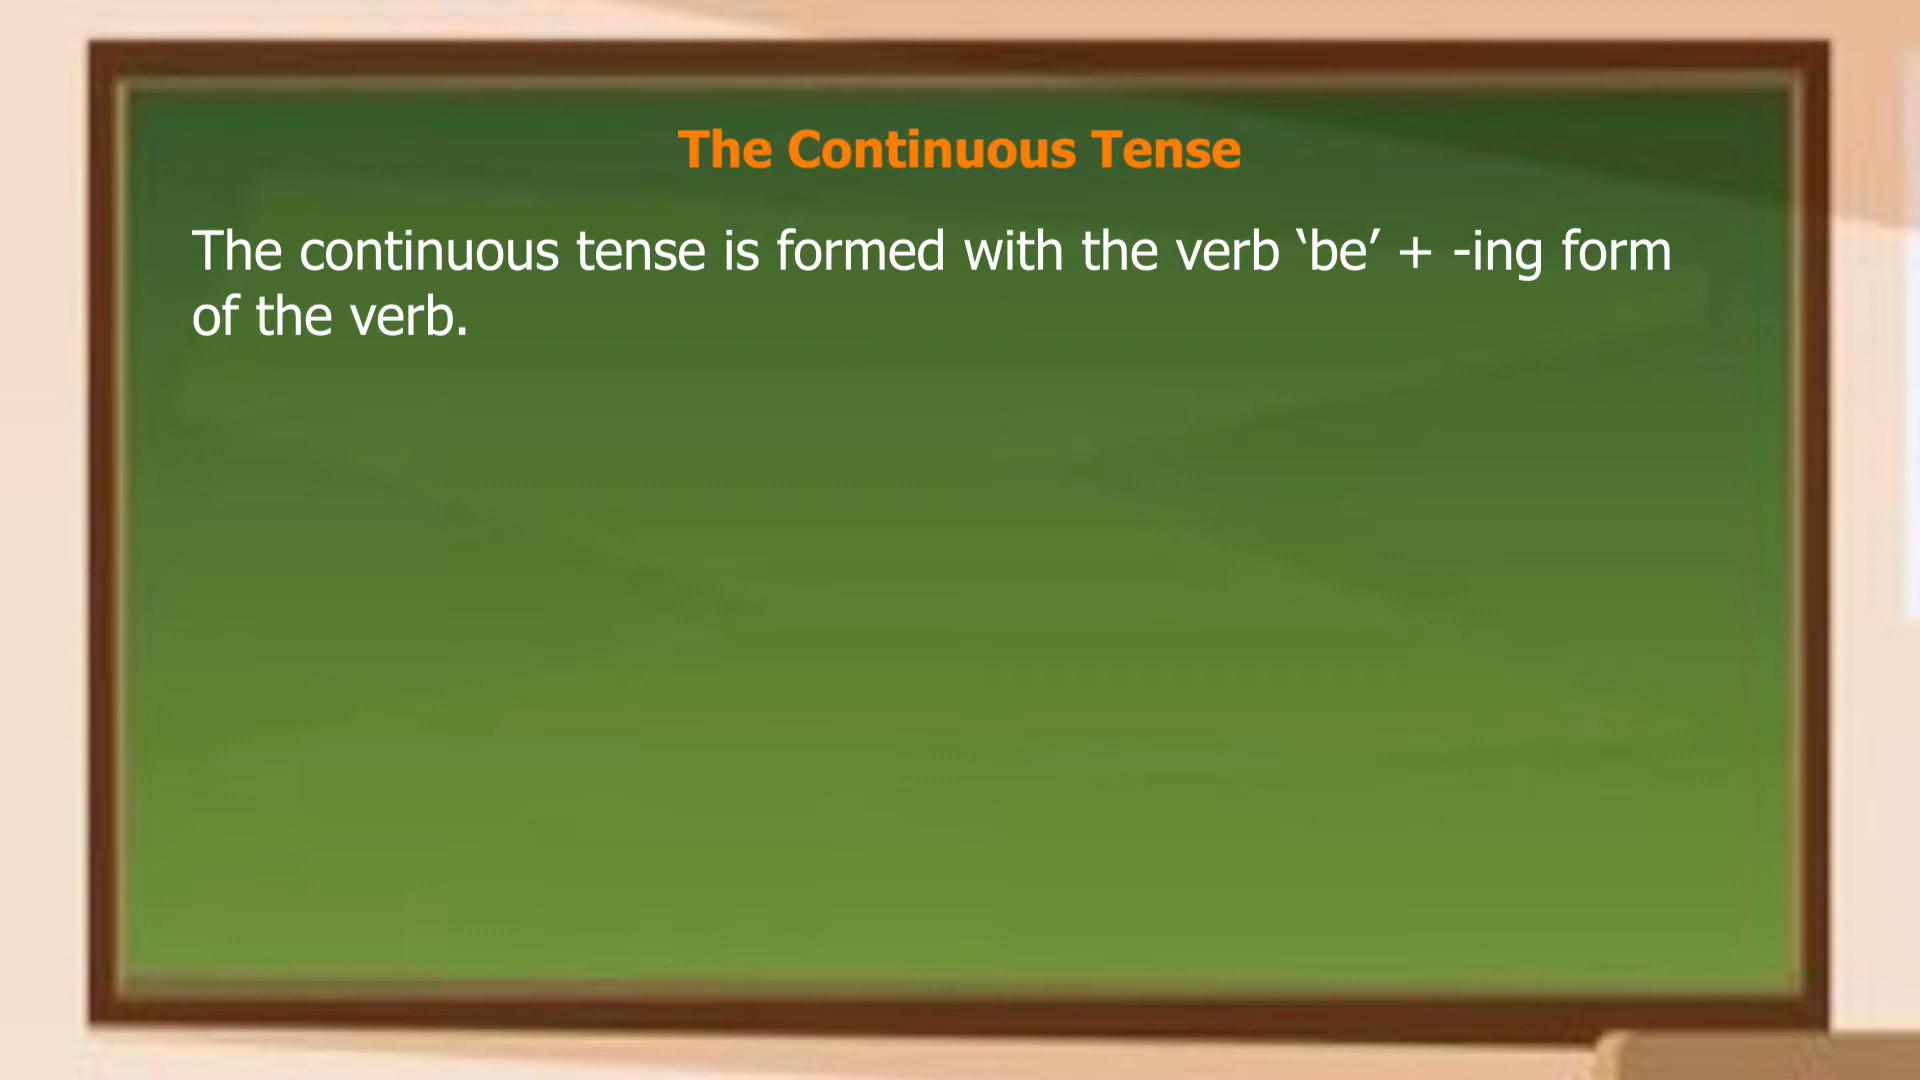 The Continuous Tense
The continuous tense is formed with the verb ‘be’ + -ing form
of the verb.